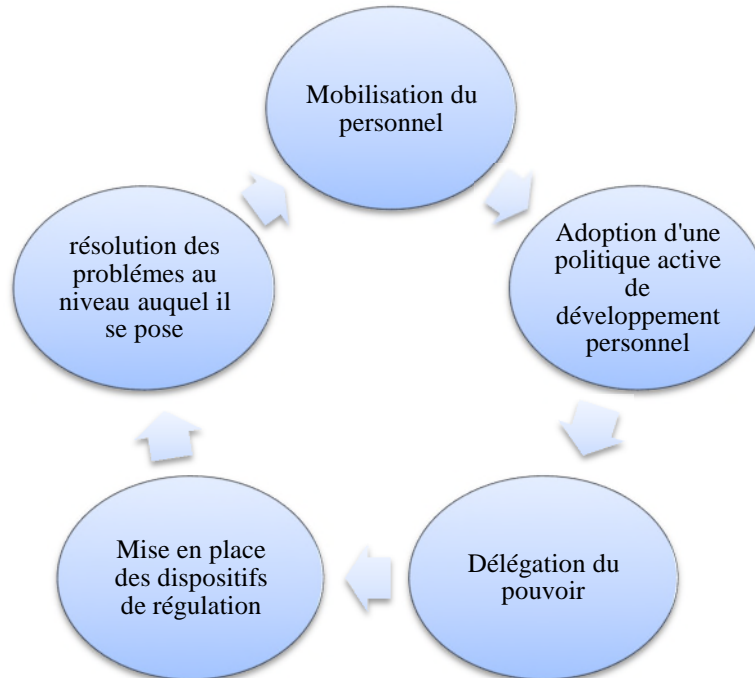 Mobilisation du
personnel
Adoption d'une
politique active
de
développement
personnel
Délégation du
pouvoir
Mise en place
des dispositifs
de régulation
résolution des
problémes au
niveau auquel il
se pose